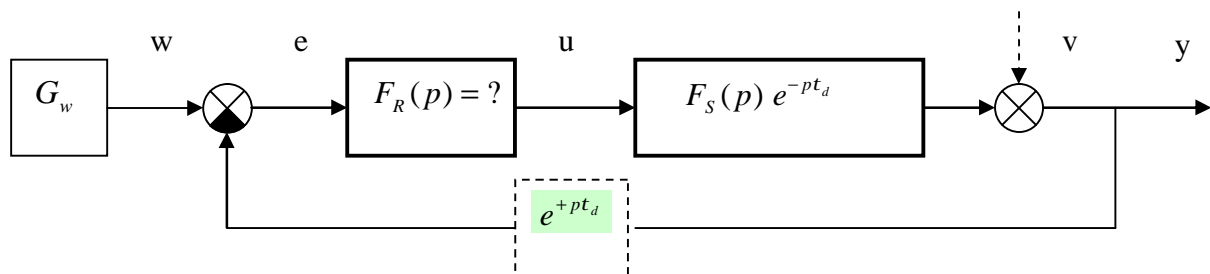 w e u v y
G_w F_R(p) = ? F_S(p) e^{-pt_d}
e^{+pt_d}